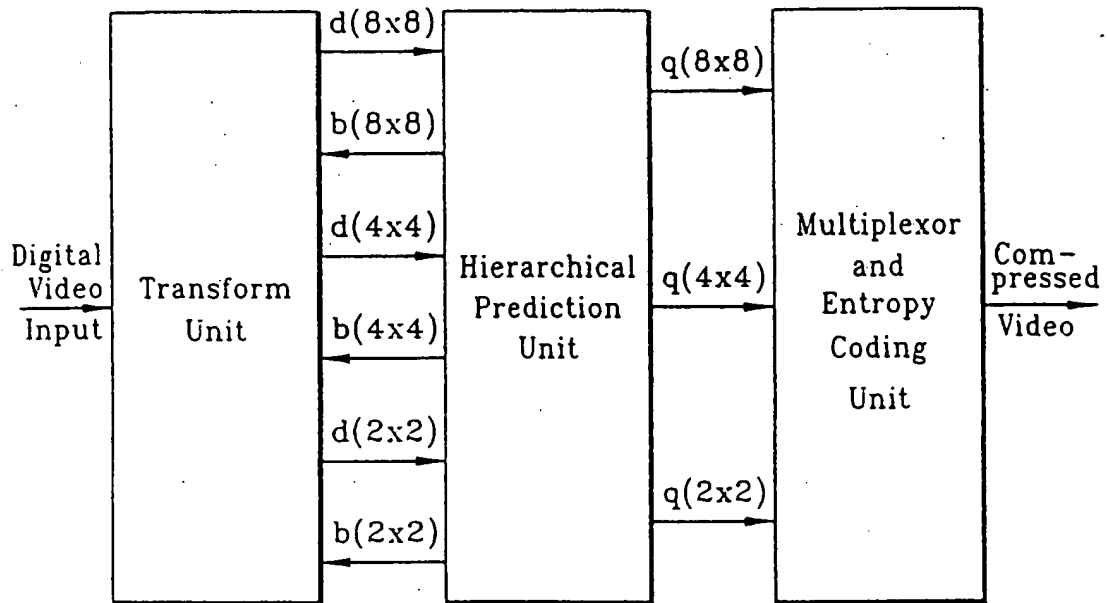 Digital
Video
Input
Transform
Unit
d(8x8)
b(8x8)
d(4x4)
b(4x4)
d(2x2)
b(2x2)
Hierarchical
Prediction
Unit
q(8x8)
q(4x4)
q(2x2)
Multiplexor
and
Entropy
Coding
Unit
Com-
pressed
Video